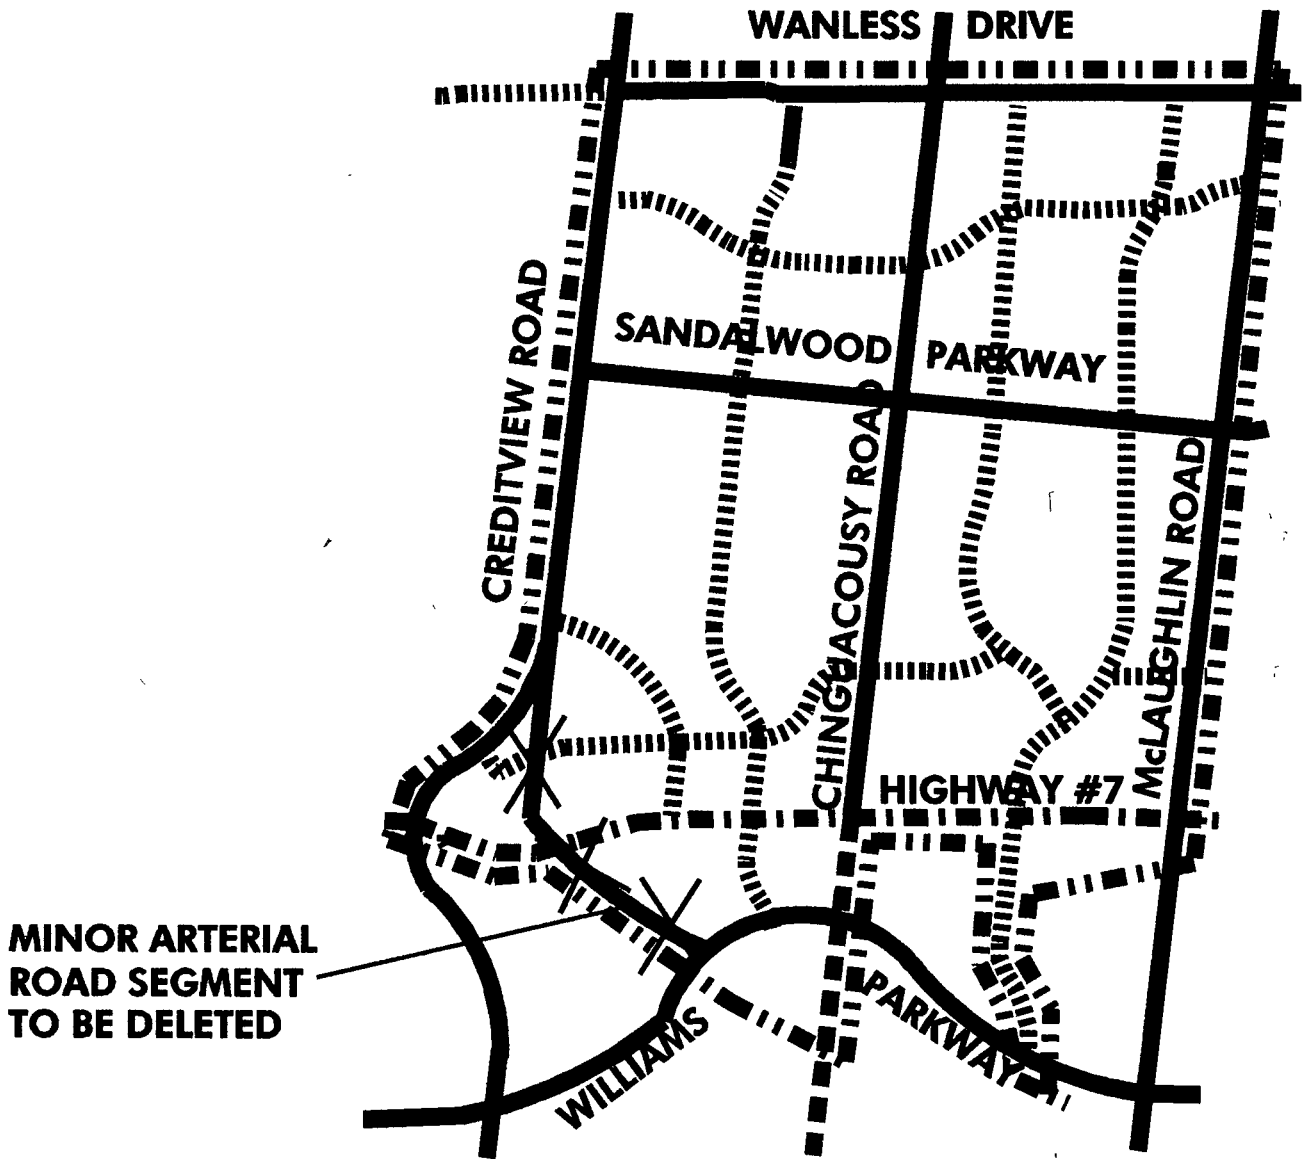 WANLESS DRIVE
CREDITVIEW ROAD
SANDALWOOD PARKWAY
CHINGUACOUSY ROAD
McLAUGHLIN ROAD
HIGHWAY #7
MINOR ARTERIAL
ROAD SEGMENT
TO BE DELETED
WILLIAMS PARKWAY